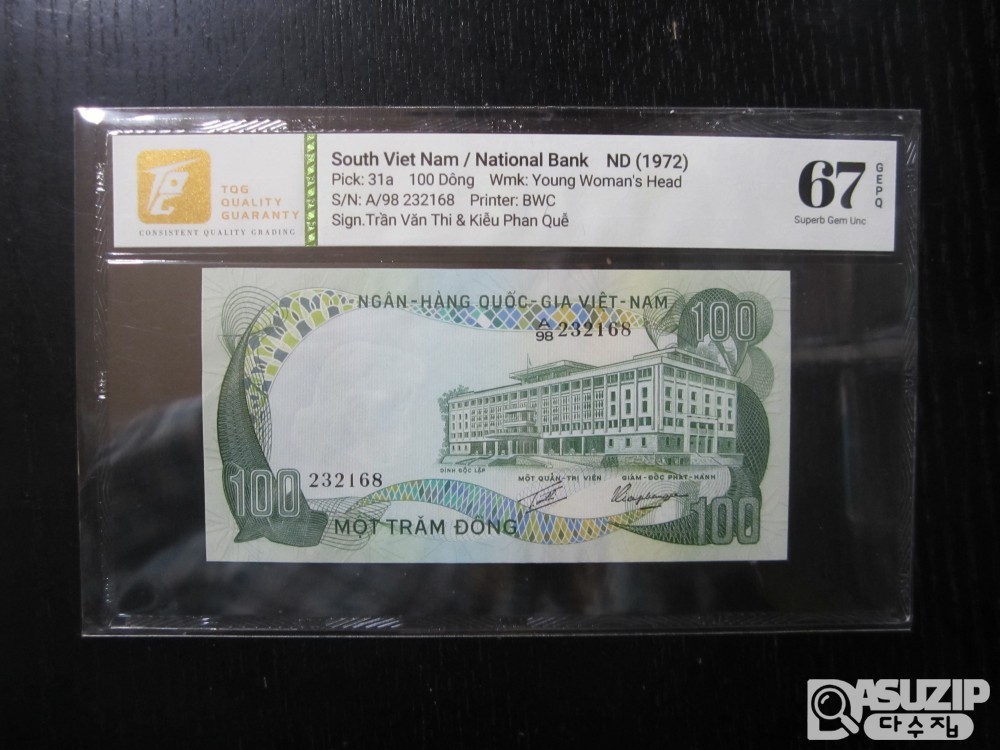 TQG
QUALITY
GUARANTY
CONSISTENT QUALITY GRADING
South Viet Nam / National Bank ND (1972)
Pick: 31a 100 Dông Wmk: Young Woman's Head
S/N: A/98 232168 Printer: BWC
Sign.Trần Văn Thi & Kiễu Phan Quễ
67
GEPQ
Superb Gem Unc
NGÂN-HÀNG QUỐC-GIA VIỆT-NAM
100
A/98 232168
DINH ĐỘC LẬP
100 232168
MỘT QUẢN-TRỊ VIÊN
GIÁM-ĐỐC PHÁT-HÀNH
MỘT TRĂM ĐỒNG
100
ASUZIP
다수집